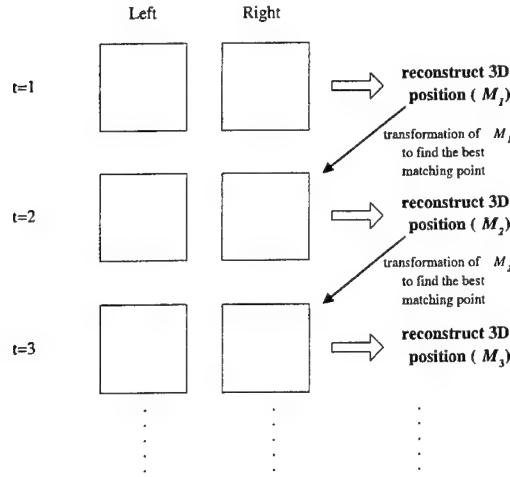 Left Right
t=1
reconstruct 3D
position ( M1)
transformation of M1
to find the best
matching point
t=2
reconstruct 3D
position ( M2)
transformation of M2
to find the best
matching point
t=3
reconstruct 3D
position ( M3)